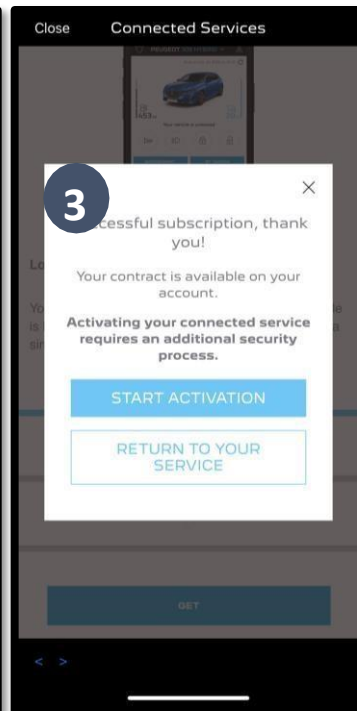 Close Connected Services
3
cessful subscription, thank
you!
Your contract is available on your
account.
Activating your connected service
requires an additional security
process.
START ACTIVATION
RETURN TO YOUR
SERVICE
GET
< >